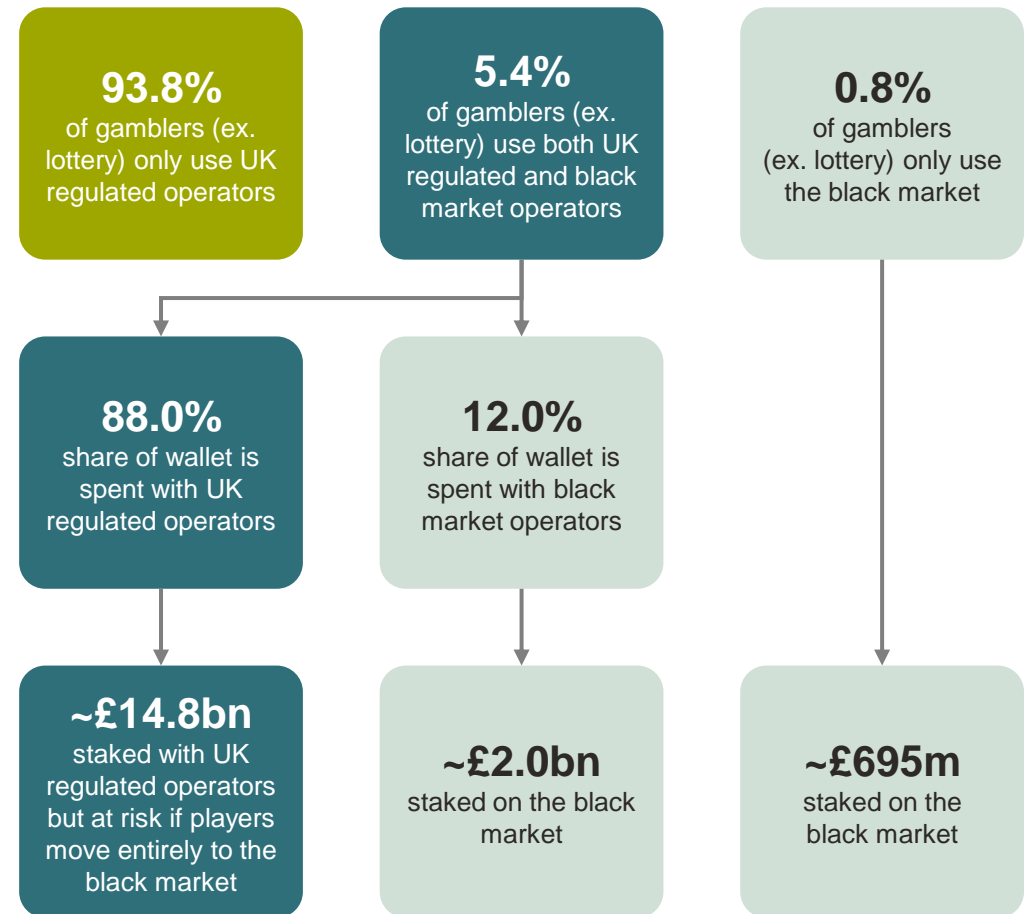 93.8%
of gamblers (ex.
lottery) only use UK
regulated operators
5.4%
of gamblers (ex.
lottery) use both UK
regulated and black
market operators
0.8%
of gamblers
(ex. lottery) only use
the black market
88.0%
share of wallet is
spent with UK
regulated operators
12.0%
share of wallet is
spent with black
market operators
~£14.8bn
staked with UK
regulated operators
but at risk if players
move entirely to the
black market
~£2.0bn
staked on the black
market
~£695m
staked on the
black market